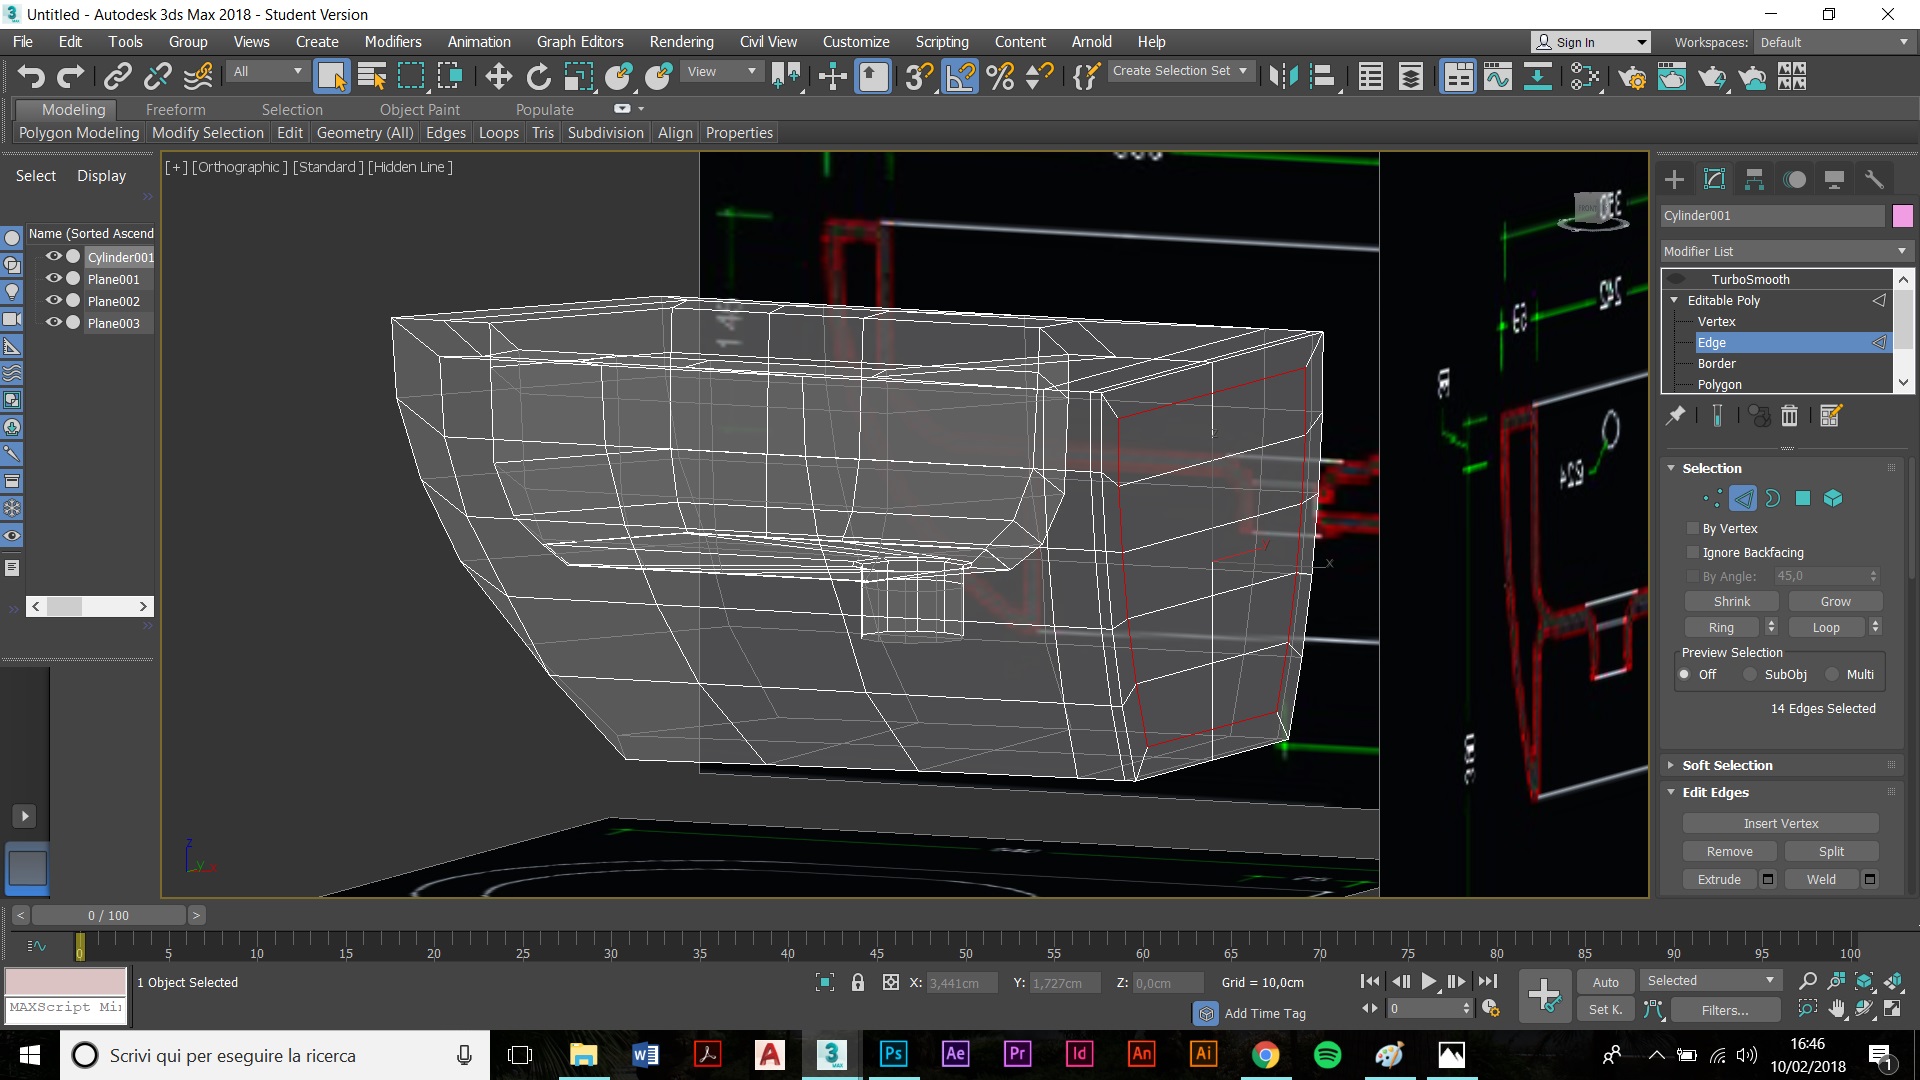 Untitled - Autodesk 3ds Max 2018 - Student Version
File Edit Tools Group Views Create Modifiers Animation Graph Editors Rendering Civil View Customize Scripting Content Arnold Help
Sign In
Workspaces: Default
All
View
Create Selection Set
Modeling Freeform Selection Object Paint Populate
Polygon Modeling Modify Selection Edit Geometry (All) Edges Loops Tris Subdivision Align Properties
Select Display
Name (Sorted Ascend
Cylinder001
Plane001
Plane002
Plane003
[+] [Orthographic ] [Standard ] [Hidden Line ]
Cylinder001
Modifier List
TurboSmooth
Editable Poly
Vertex
Edge
Border
Polygon
Selection
By Vertex
Ignore Backfacing
By Angle: 45,0
Shrink Grow
Ring Loop
Preview Selection
Off SubObj Multi
14 Edges Selected
Soft Selection
Edit Edges
Insert Vertex
Remove Split
Extrude Weld
z
y
x
z
y x
< 0 / 100 >
0 5 10 15 20 25 30 35 40 45 50 55 60 65 70 75 80 85 90 95 100
1 Object Selected
MAXScript Mi
X: 3,441cm Y: 1,727cm Z: 0,0cm Grid = 10,0cm
Add Time Tag
0
Auto Selected
Set K. Filters...
Scrivi qui per eseguire la ricerca
Ps Ae Pr Id An Ai
16:46
10/02/2018
1